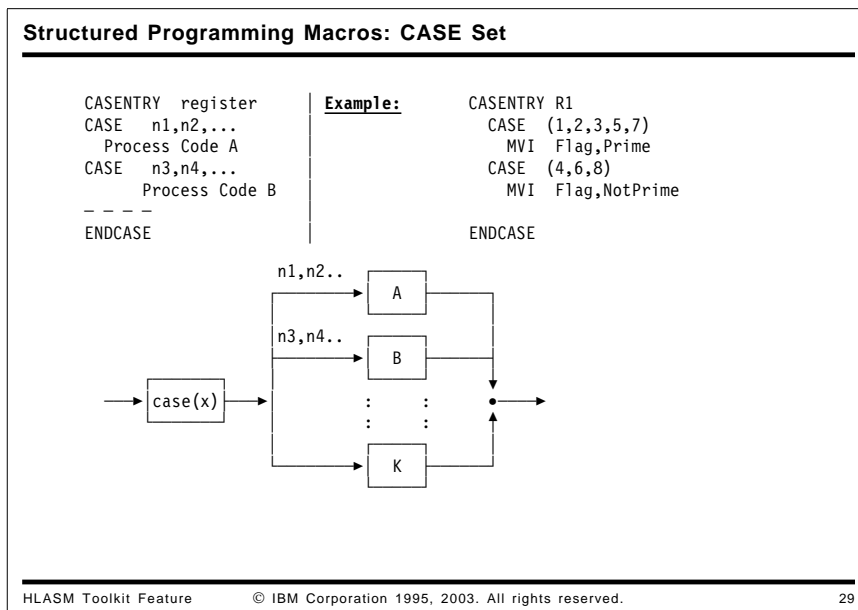 Structured Programming Macros: CASE Set
CASENTRY register
CASE n1,n2,...
Process Code A
CASE n3,n4,...
Process Code B
— — — —
ENDCASE
Example:
CASENTRY R1
CASE (1,2,3,5,7)
MVI Flag,Prime
CASE (4,6,8)
MVI Flag,NotPrime
ENDCASE
n1,n2..
A
n3,n4..
B
case(x)
: :
: :
K
HLASM Toolkit Feature © IBM Corporation 1995, 2003. All rights reserved. 29